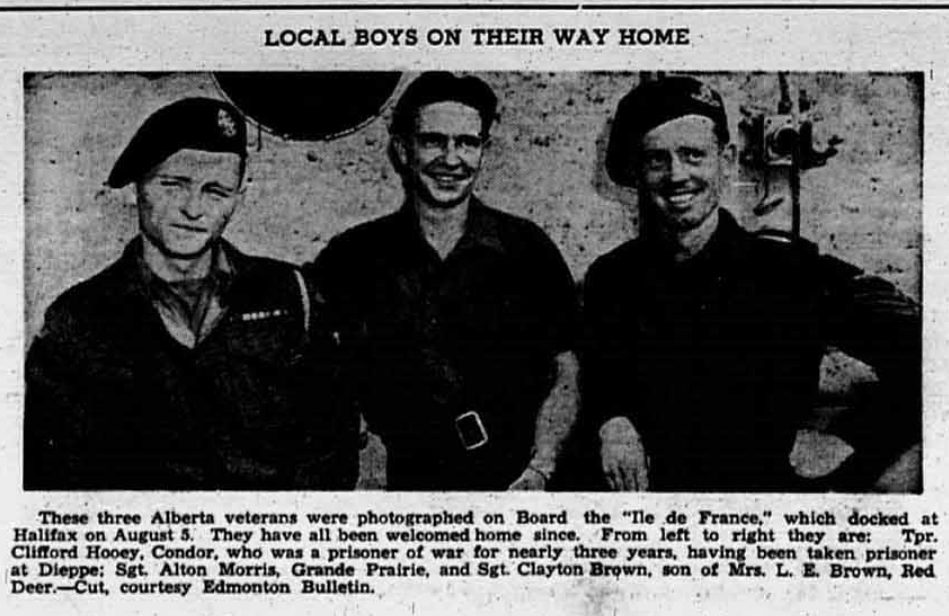 LOCAL BOYS ON THEIR WAY HOME
These three Alberta veterans were photographed on Board the "Ile de France," which docked at
Halifax on August 5. They have all been welcomed home since. From left to right they are: Tpr.
Clifford Hooey, Condor, who was a prisoner of war for nearly three years, having been taken prisoner
at Dieppe; Sgt. Alton Morris, Grande Prairie, and Sgt. Clayton Brown, son of Mrs. L. E. Brown, Red
Deer.—Cut, courtesy Edmonton Bulletin.